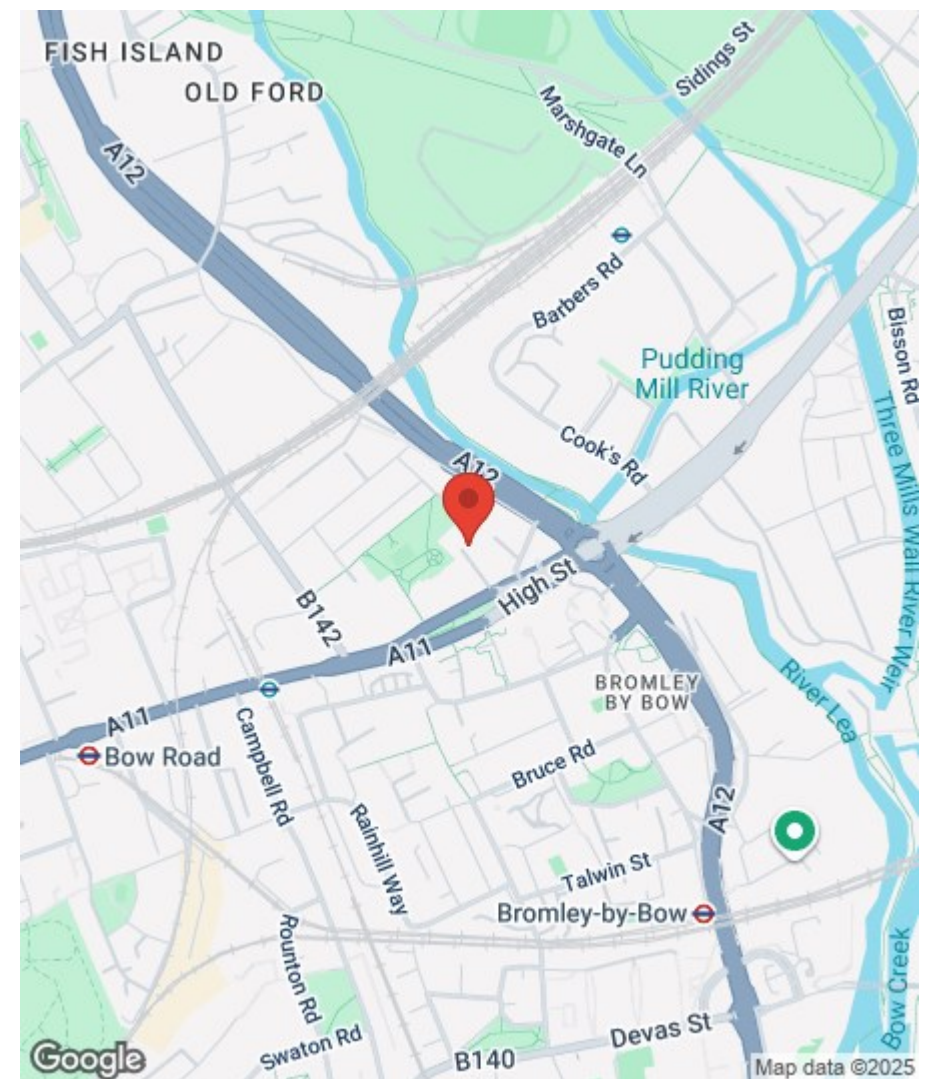 FISH ISLAND
OLD FORD
Sidings St
Marshgate Ln
A12
Barbers Rd
Bisson Rd
Pudding
Mill River
Three Mills Wall River Weir
Cook's Rd
A12
High St
B142
A11
BROMLEY
BY BOW
River Lea
A11
Bow Road
Campbell Rd
Bruce Rd
A12
Rainhill Way
Talwin St
Bromley-by-Bow
Rounton Rd
Bow Creek
Devas St
Swaton Rd
B140
Google
Map data ©2025